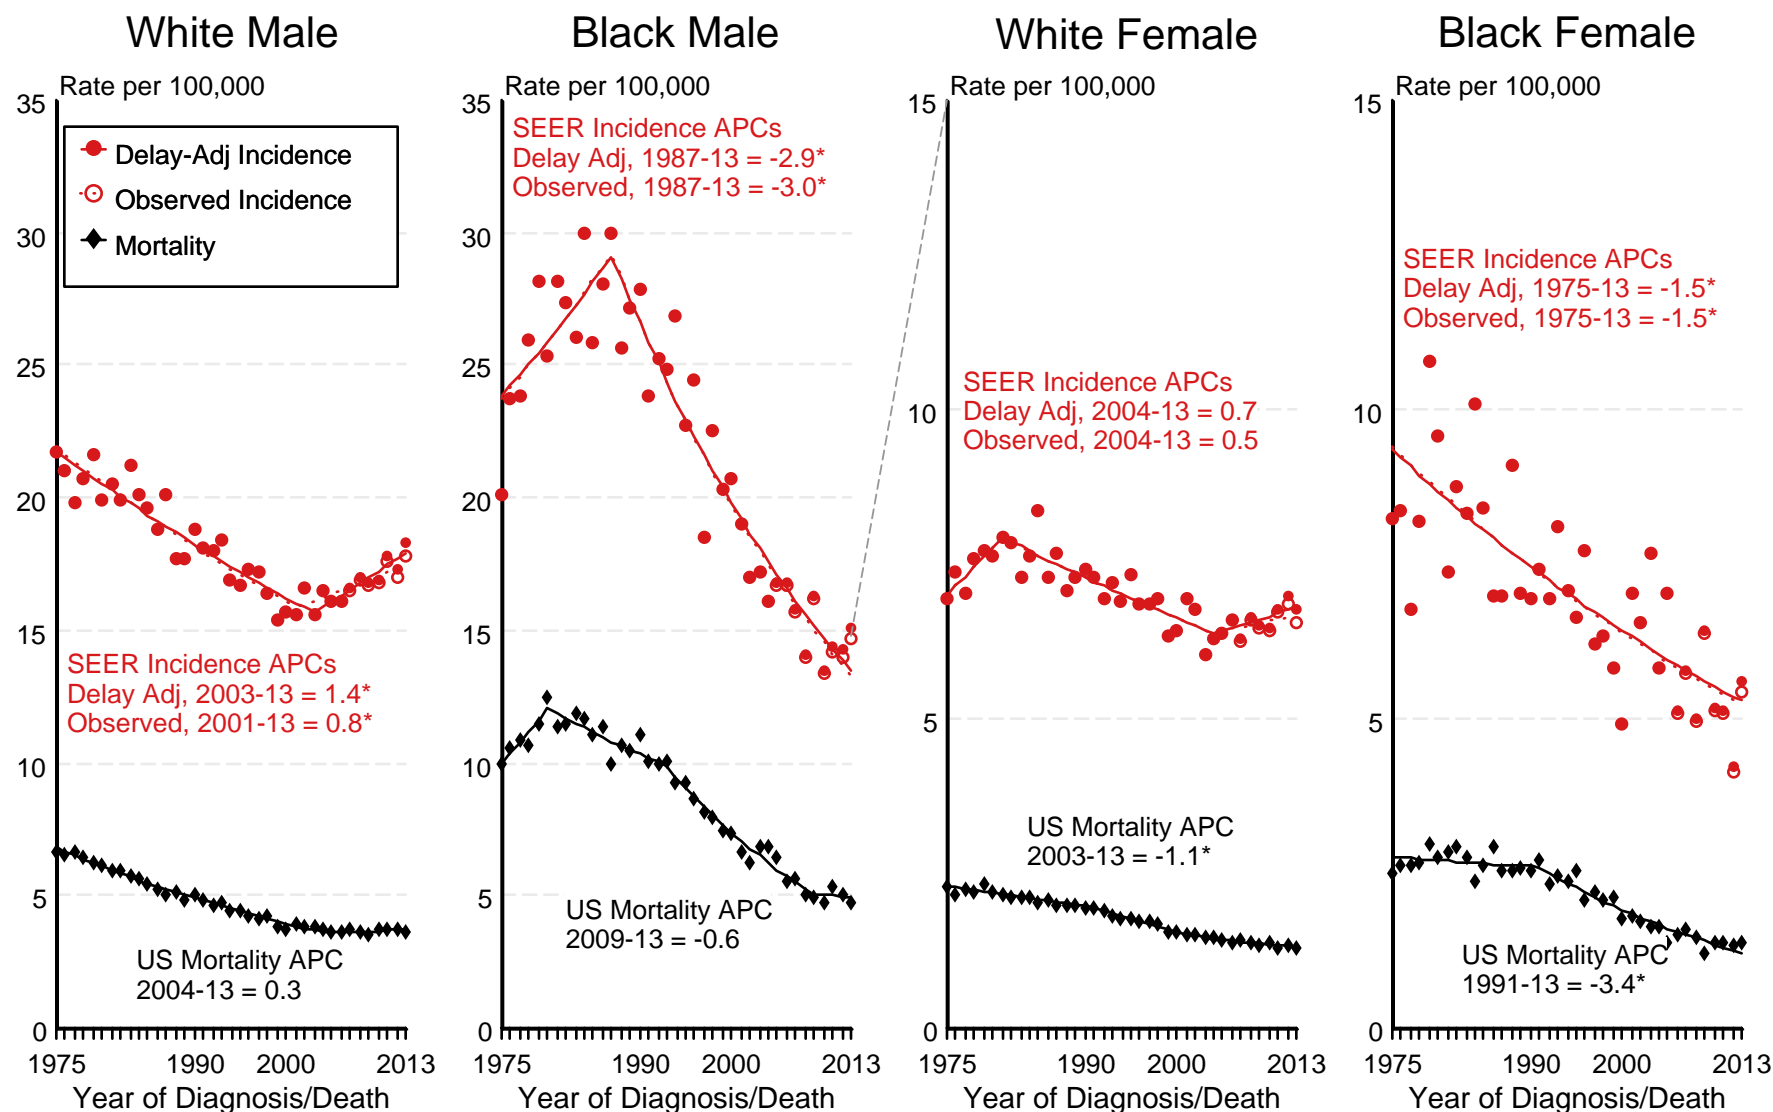 White Male
Rate per 100,000
35
30
25
20
15
10
5
0
Delay-Adj Incidence
Observed Incidence
Mortality
SEER Incidence APCs
Delay Adj, 2003-13 = 1.4*
Observed, 2001-13 = 0.8*
US Mortality APC
2004-13 = 0.3
1975 1990 2000 2013
Year of Diagnosis/Death
Black Male
Rate per 100,000
35
30
25
20
15
10
5
0
SEER Incidence APCs
Delay Adj, 1987-13 = -2.9*
Observed, 1987-13 = -3.0*
US Mortality APC
2009-13 = -0.6
1975 1990 2000 2013
Year of Diagnosis/Death
White Female
Rate per 100,000
15
10
5
0
SEER Incidence APCs
Delay Adj, 2004-13 = 0.7
Observed, 2004-13 = 0.5
US Mortality APC
2003-13 = -1.1*
1975 1990 2000 2013
Year of Diagnosis/Death
Black Female
Rate per 100,000
15
10
5
0
SEER Incidence APCs
Delay Adj, 1975-13 = -1.5*
Observed, 1975-13 = -1.5*
US Mortality APC
1991-13 = -3.4*
1975 1990 2000 2013
Year of Diagnosis/Death